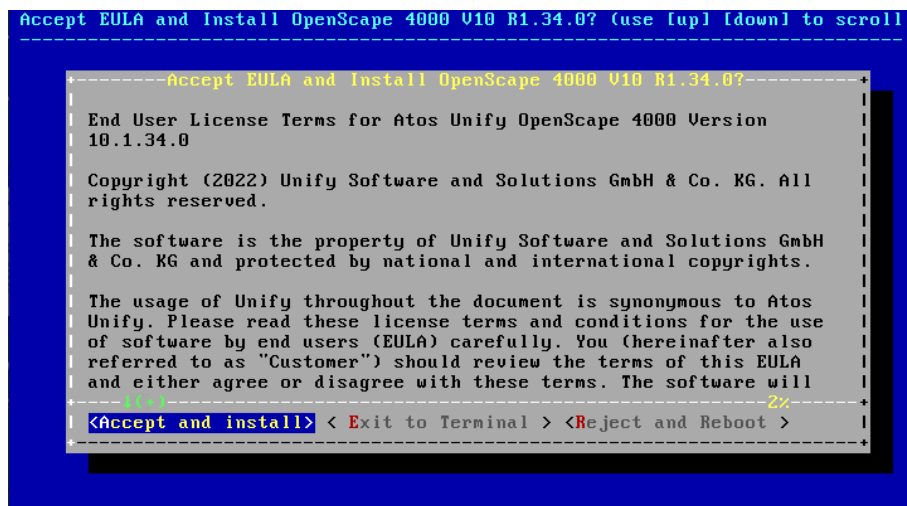 Accept EULA and Install OpenScape 4000 V10 R1.34.0? (use [up] [down] to scroll
Accept EULA and Install OpenScape 4000 V10 R1.34.0?
End User License Terms for Atos Unify OpenScape 4000 Version
10.1.34.0
Copyright (2022) Unify Software and Solutions GmbH & Co. KG. All
rights reserved.
The software is the property of Unify Software and Solutions GmbH
& Co. KG and protected by national and international copyrights.
The usage of Unify throughout the document is synonymous to Atos
Unify. Please read these license terms and conditions for the use
of software by end users (EULA) carefully. You (hereinafter also
referred to as "Customer") should review the terms of this EULA
and either agree or disagree with these terms. The software will
↓(+) 2%
<Accept and install> < Exit to Terminal > <Reject and Reboot >